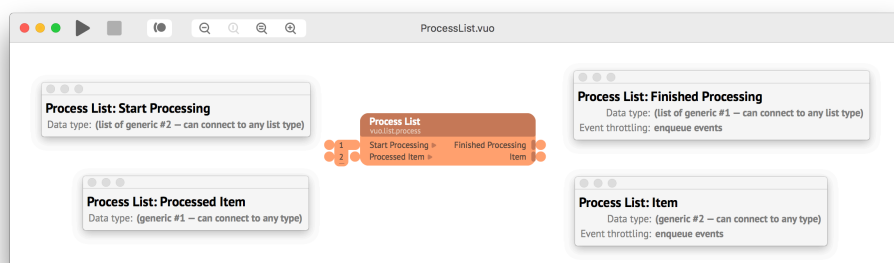 ProcessList.vuo
Process List: Start Processing
Data type: (list of generic #2 — can connect to any list type)
Process List: Finished Processing
Data type: (list of generic #1 — can connect to any list type)
Event throttling: enqueue events
Process List
vuo.list.process
1 Start Processing Finished Processing
2 Processed Item Item
Process List: Processed Item
Data type: (generic #1 — can connect to any type)
Process List: Item
Data type: (generic #2 — can connect to any type)
Event throttling: enqueue events